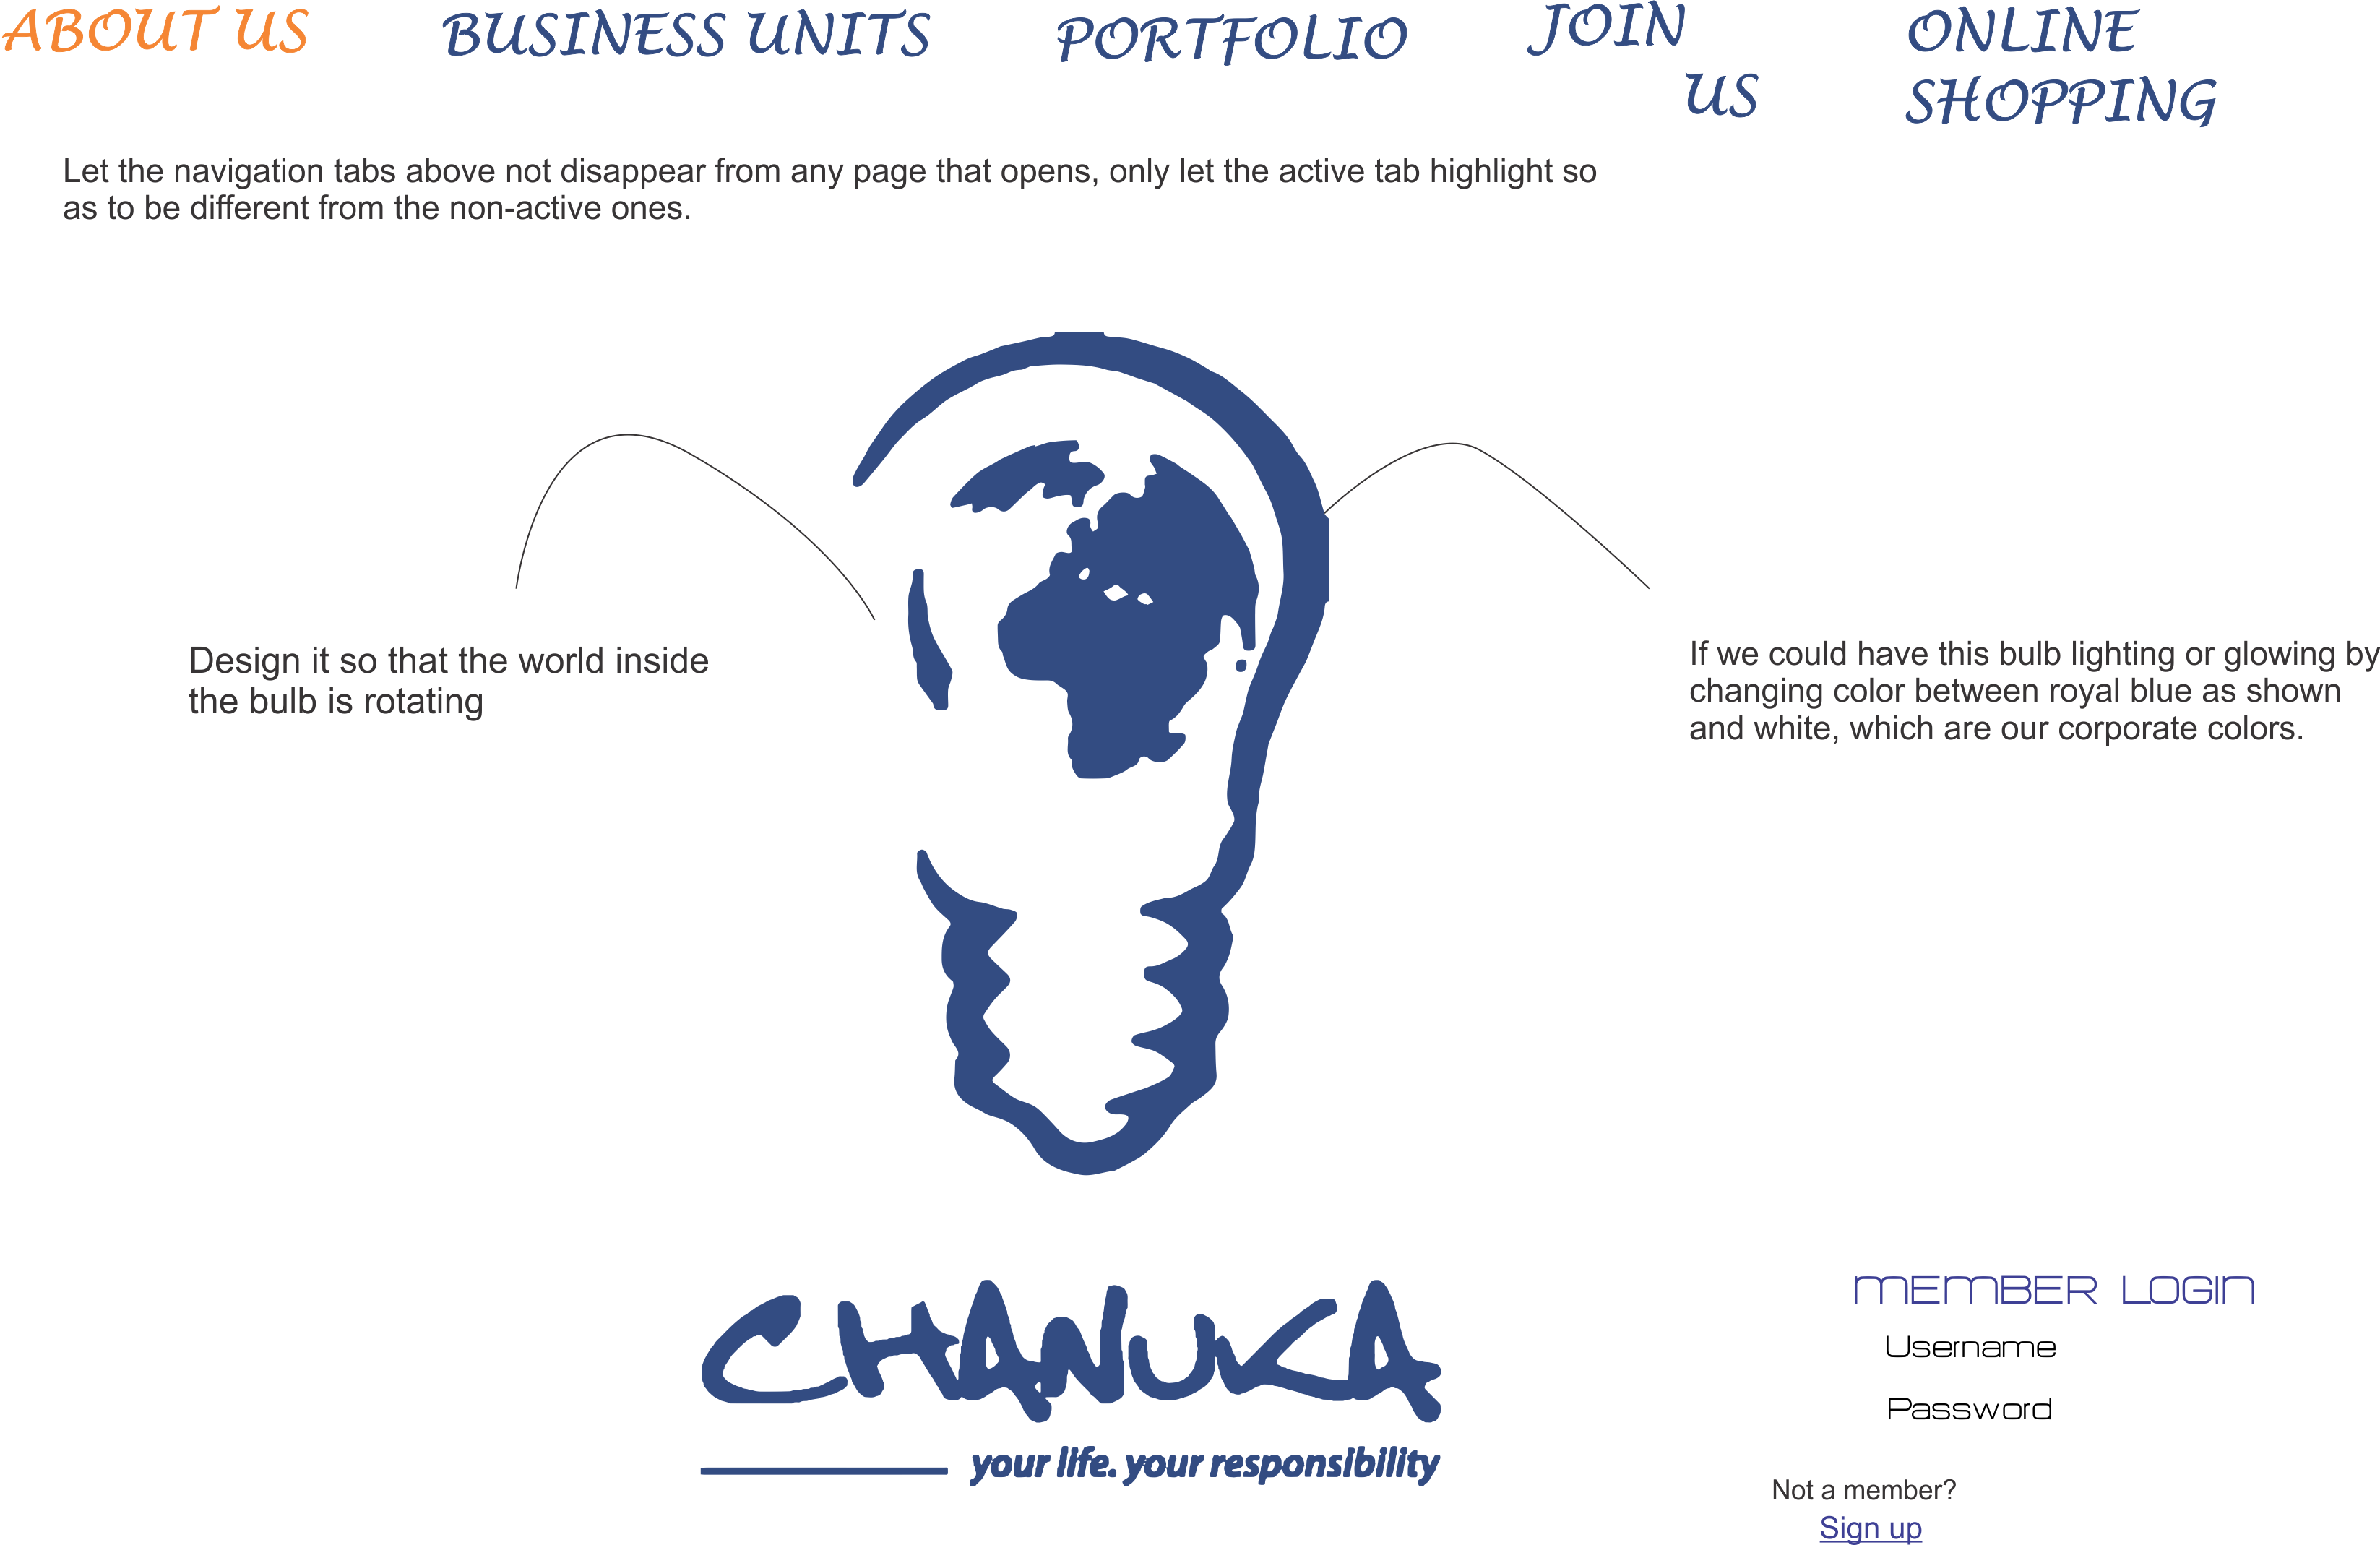 ABOUT US
BUSINESS UNITS
PORTFOLIO
JOIN
US
ONLINE
SHOPPING
Let the navigation tabs above not disappear from any page that opens, only let the active tab highlight so
as to be different from the non-active ones.
Design it so that the world inside
the bulb is rotating
If we could have this bulb lighting or glowing by
changing color between royal blue as shown
and white, which are our corporate colors.
CHANUKA
your life. your responsibility
MEMBER LOGIN
Username
Password
Not a member?
Sign up